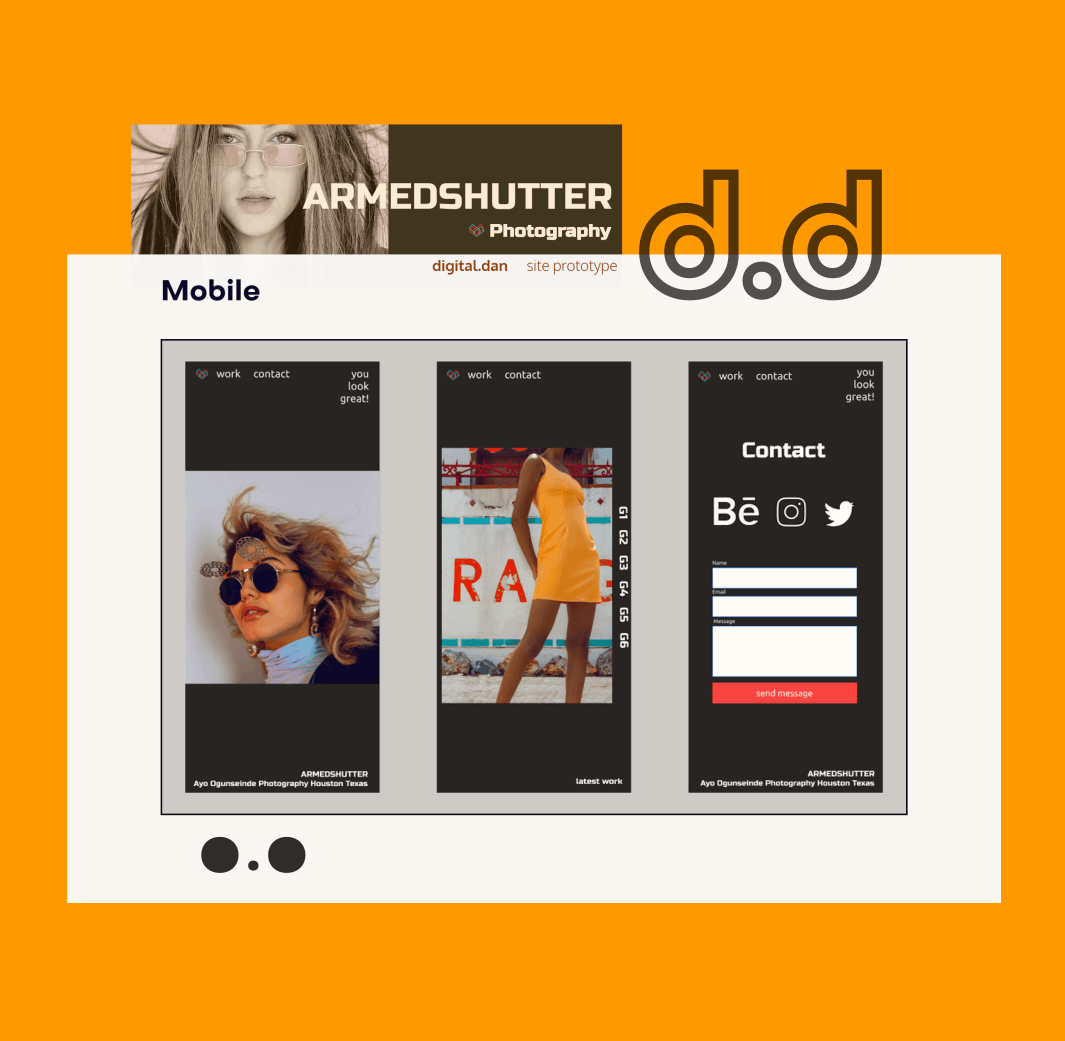 ARMEDSHUTTER
Photography
d.d
digital.dan site prototype
Mobile
work contact
you
look
great!
ARMEDSHUTTER
Ayo Ogunseinde Photography Houston Texas
work contact
RA G
G1 G2 G3 G4 G5 G6
latest work
work contact
you
look
great!
Contact
Bē
Name
Email
Message
send message
ARMEDSHUTTER
Ayo Ogunseinde Photography Houston Texas